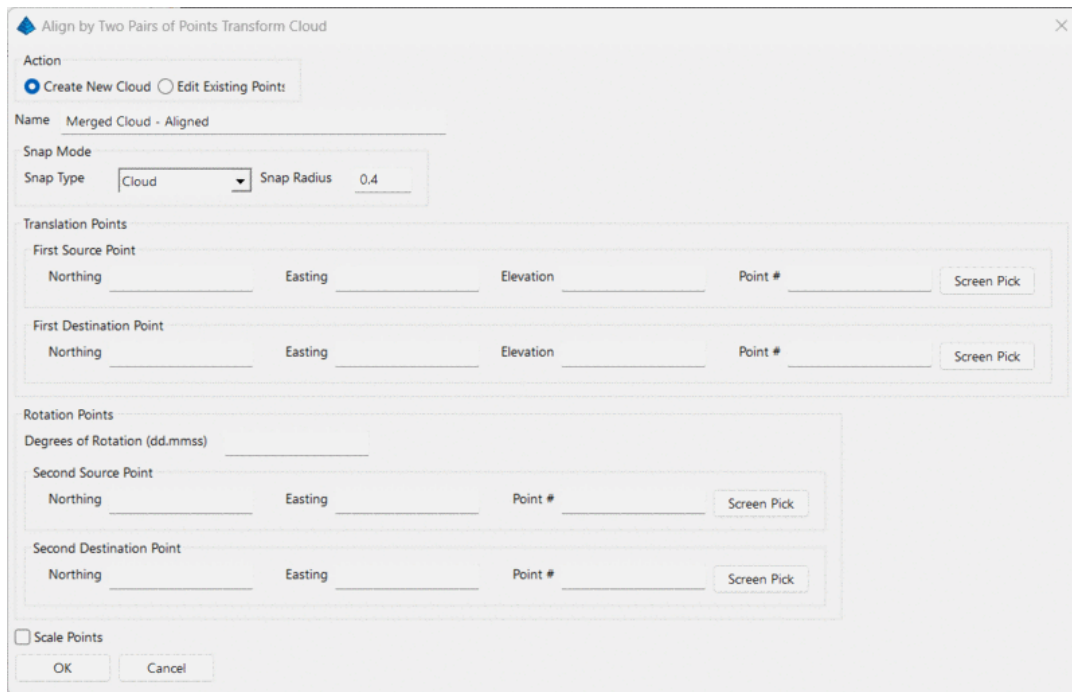 Align by Two Pairs of Points Transform Cloud
Action
Create New Cloud Edit Existing Points
Name Merged Cloud - Aligned
Snap Mode
Snap Type Cloud Snap Radius 0.4
Translation Points
First Source Point
Northing Easting Elevation Point # Screen Pick
First Destination Point
Northing Easting Elevation Point # Screen Pick
Rotation Points
Degrees of Rotation (dd.mmss)
Second Source Point
Northing Easting Point # Screen Pick
Second Destination Point
Northing Easting Point # Screen Pick
Scale Points
OK Cancel